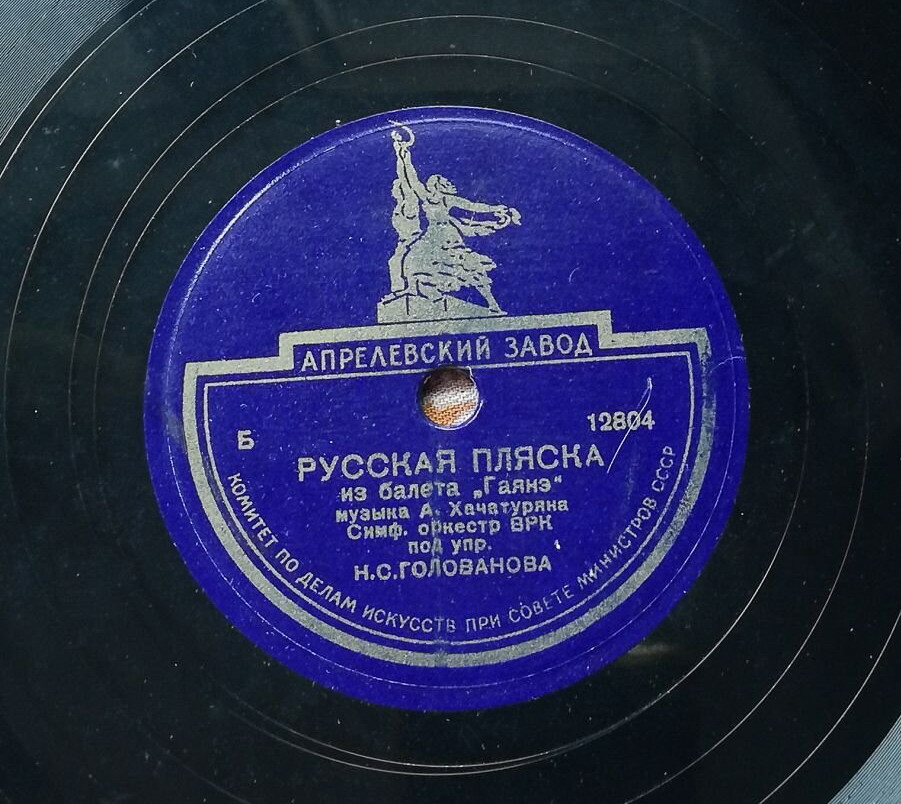 АПРЕЛЕВСКИЙ ЗАВОД
Б 12804
РУССКАЯ ПЛЯСКА
из балета „Гаянэ“
музыка А. Хачатуряна
Симф. оркестр ВРК
под упр.
Н.С.ГОЛОВАНОВА
КОМИТЕТ ПО ДЕЛАМ ИСКУССТВ ПРИ СОВЕТЕ МИНИСТРОВ СССР